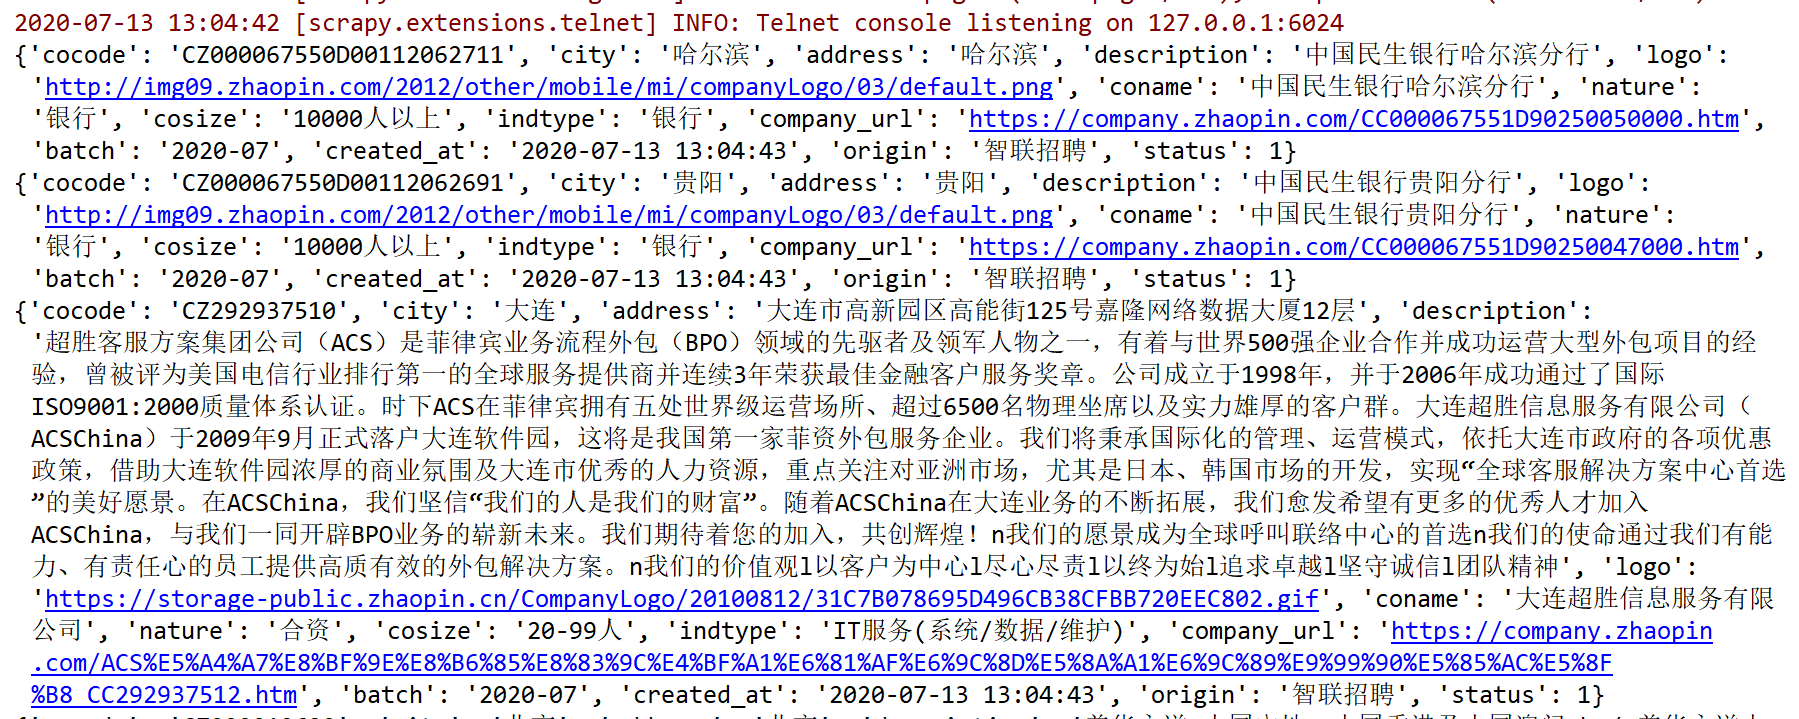 2020-07-13 13:04:42 [scrapy.extensions.telnet] INFO: Telnet console listening on 127.0.0.1:6024
{'cocode': 'CZ000067550D00112062711', 'city': '哈尔滨', 'address': '哈尔滨', 'description': '中国民生银行哈尔滨分行', 'logo':
'http://img09.zhaopin.com/2012/other/mobile/mi/companyLogo/03/default.png', 'coname': '中国民生银行哈尔滨分行', 'nature':
'银行', 'cosize': '10000人以上', 'indtype': '银行', 'company_url': 'https://company.zhaopin.com/CC000067551D90250050000.htm',
'batch': '2020-07', 'created_at': '2020-07-13 13:04:43', 'origin': '智联招聘', 'status': 1}
{'cocode': 'CZ000067550D00112062691', 'city': '贵阳', 'address': '贵阳', 'description': '中国民生银行贵阳分行', 'logo':
'http://img09.zhaopin.com/2012/other/mobile/mi/companyLogo/03/default.png', 'coname': '中国民生银行贵阳分行', 'nature':
'银行', 'cosize': '10000人以上', 'indtype': '银行', 'company_url': 'https://company.zhaopin.com/CC000067551D90250047000.htm',
'batch': '2020-07', 'created_at': '2020-07-13 13:04:43', 'origin': '智联招聘', 'status': 1}
{'cocode': 'CZ292937510', 'city': '大连', 'address': '大连市高新园区高能街125号嘉隆网络数据大厦12层', 'description':
'超胜客服方案集团公司（ACS）是菲律宾业务流程外包（BPO）领域的先驱者及领军人物之一，有着与世界500强企业合作并成功运营大型外包项目的经
验，曾被评为美国电信行业排行第一的全球服务提供商并连续3年荣获最佳金融客户服务奖章。公司成立于1998年，并于2006年成功通过了国际
ISO9001:2000质量体系认证。时下ACS在菲律宾拥有五处世界级运营场所、超过6500名物理坐席以及实力雄厚的客户群。大连超胜信息服务有限公司（
ACSChina）于2009年9月正式落户大连软件园，这将是我国第一家菲资外包服务企业。我们将秉承国际化的管理、运营模式，依托大连市政府的各项优惠
政策，借助大连软件园浓厚的商业氛围及大连市优秀的人力资源，重点关注对亚洲市场，尤其是日本、韩国市场的开发，实现“全球客服解决方案中心首选
”的美好愿景。在ACSChina，我们坚信“我们的人是我们的财富”。随着ACSChina在大连业务的不断拓展，我们愈发希望有更多的优秀人才加入
ACSChina，与我们一同开辟BPO业务的崭新未来。我们期待着您的加入，共创辉煌！n我们的愿景成为全球呼叫联络中心的首选n我们的使命通过我们有能
力、有责任心的员工提供高质有效的外包解决方案。n我们的价值观l以客户为中心l尽心尽责l以终为始l追求卓越l坚守诚信l团队精神', 'logo':
'https://storage-public.zhaopin.cn/CompanyLogo/20100812/31C7B078695D496CB38CFBB720EEC802.gif', 'coname': '大连超胜信息服务有限
公司', 'nature': '合资', 'cosize': '20-99人', 'indtype': 'IT服务(系统/数据/维护)', 'company_url': 'https://company.zhaopin
.com/ACS%E5%A4%A7%E8%BF%9E%E8%B6%85%E8%83%9C%E4%BF%A1%E6%81%AF%E6%9C%8D%E5%8A%A1%E6%9C%89%E9%99%90%E5%85%AC%E5%8F
%B8_CC292937512.htm', 'batch': '2020-07', 'created_at': '2020-07-13 13:04:43', 'origin': '智联招聘', 'status': 1}